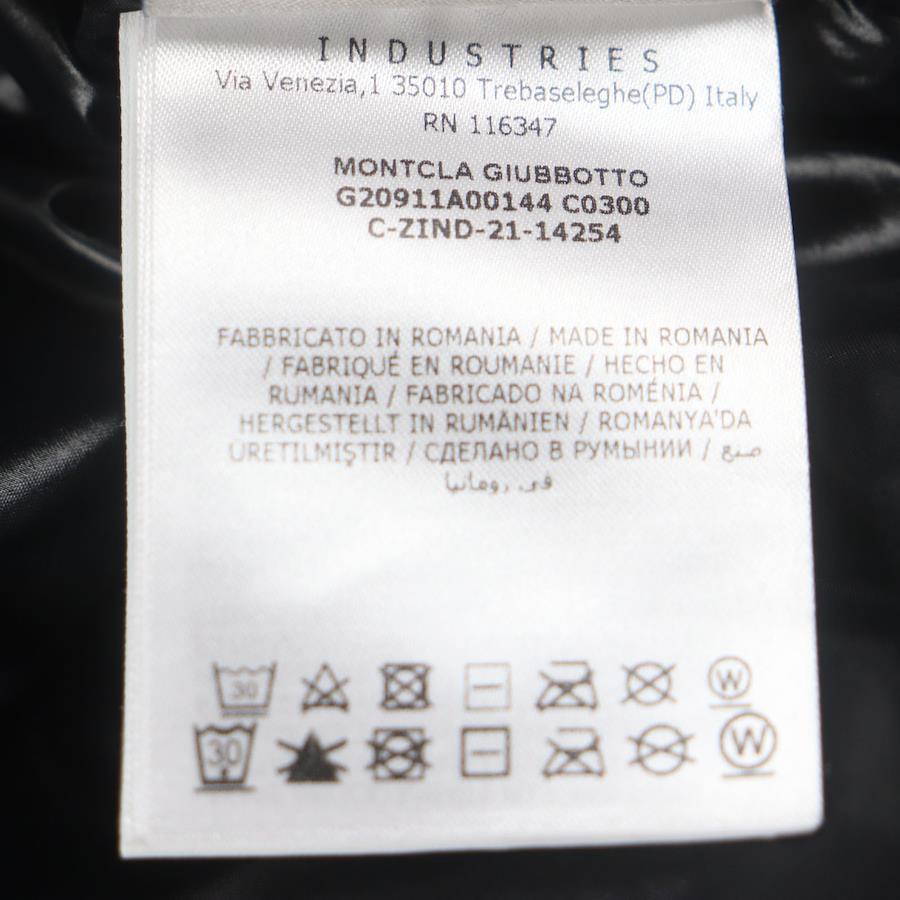 INDUSTRIES
Via Venezia,1 35010 Trebaseleghe(PD) Italy
RN 116347
MONTCLA GIUBBOTTO
G20911A00144 C0300
C-ZIND-21-14254
FABBRICATO IN ROMANIA / MADE IN ROMANIA
/ FABRIQUÉ EN ROUMANIE / HECHO EN
RUMANIA / FABRICADO NA ROMÉNIA /
HERGESTELLT IN RUMÄNIEN / ROMANYA'DA
ÜRETILMIŞTIR / СДЕЛАНО В РУМЫНИИ / صنع
في رومانيا
30 W
30 W